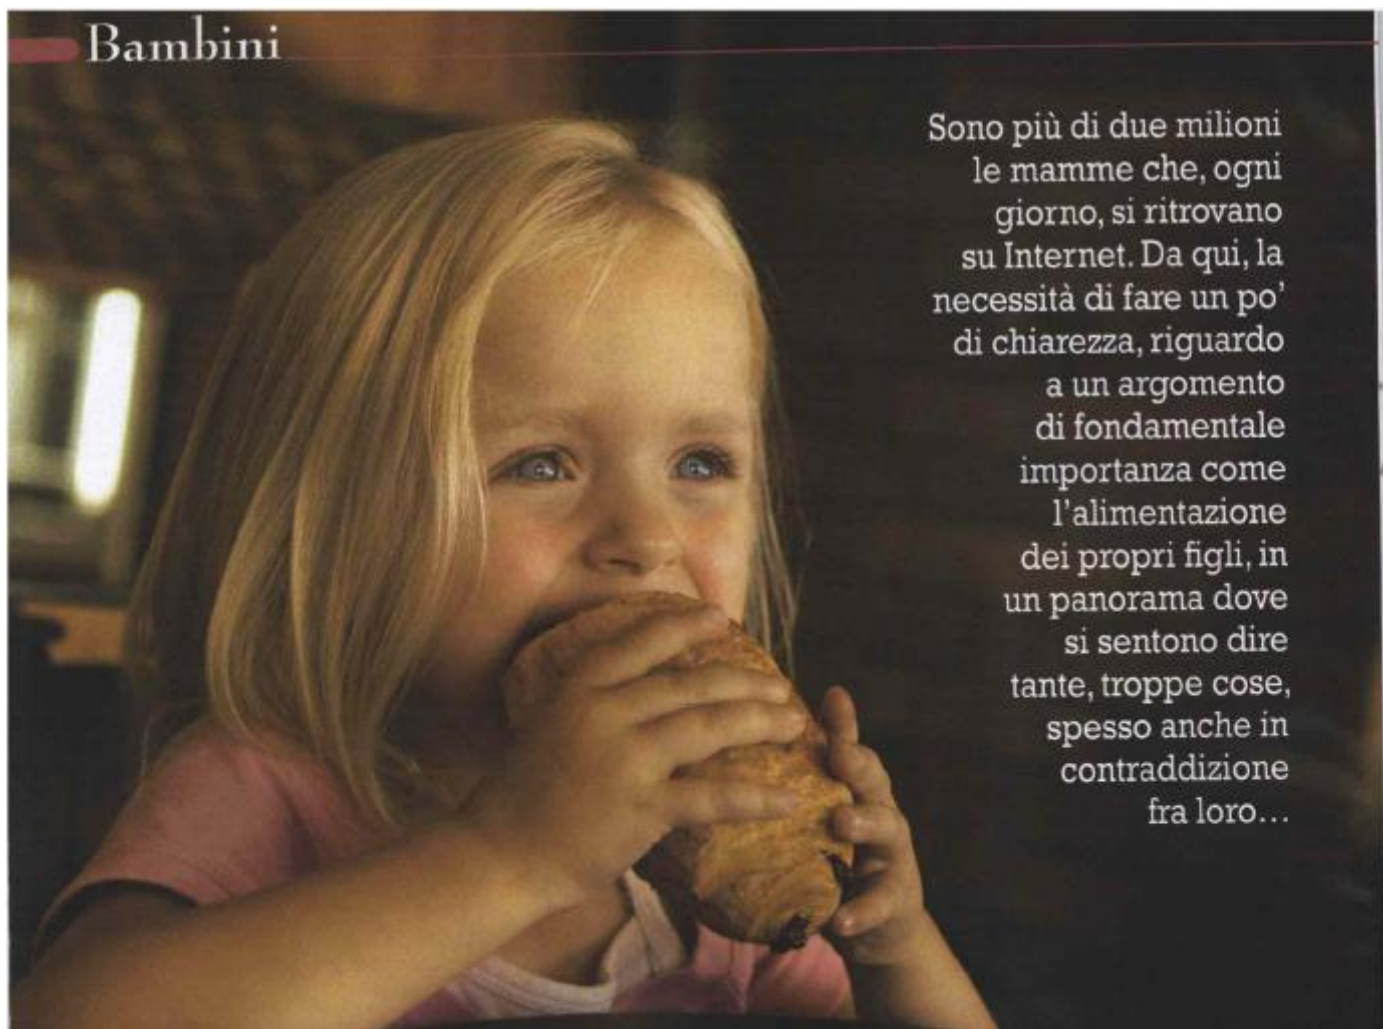 Bambini
Sono più di due milioni
le mamme che, ogni
giorno, si ritrovano
su Internet. Da qui, la
necessità di fare un po'
di chiarezza, riguardo
a un argomento
di fondamentale
importanza come
l'alimentazione
dei propri figli, in
un panorama dove
si sentono dire
tante, troppe cose,
spesso anche in
contraddizione
fra loro...